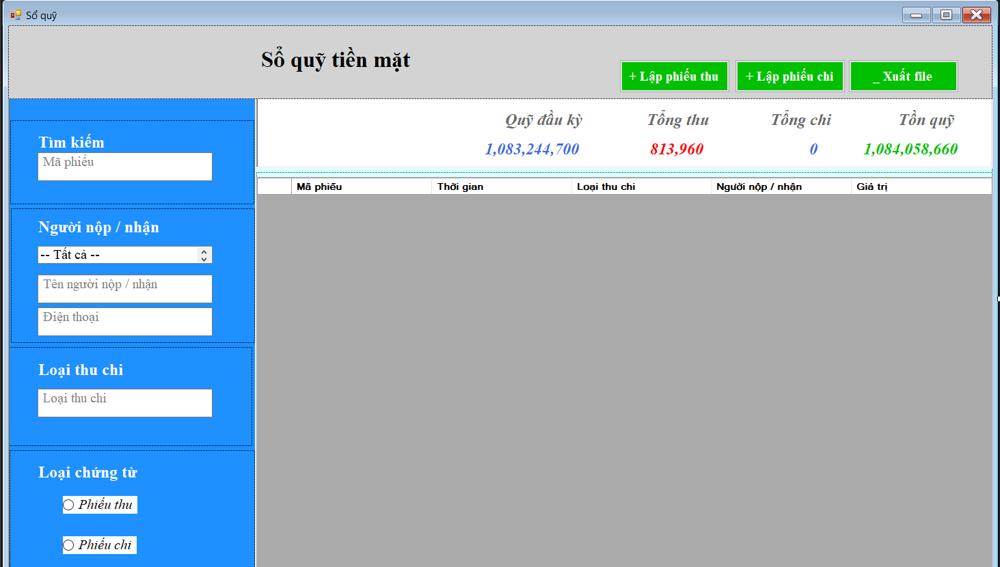 Sổ quỹ
Sổ quỹ tiền mặt
+ Lập phiếu thu
+ Lập phiếu chi
_ Xuất file
Tìm kiếm
Mã phiếu
Người nộp / nhận
-- Tất cả --
Tên người nộp / nhận
Điện thoại
Loại thu chi
Loại thu chi
Loại chứng từ
Phiếu thu
Phiếu chi
Quỹ đầu kỳ Tổng thu Tổng chi Tồn quỹ
1,083,244,700 813,960 0 1,084,058,660
Mã phiếu Thời gian Loại thu chi Người nộp / nhận Giá trị